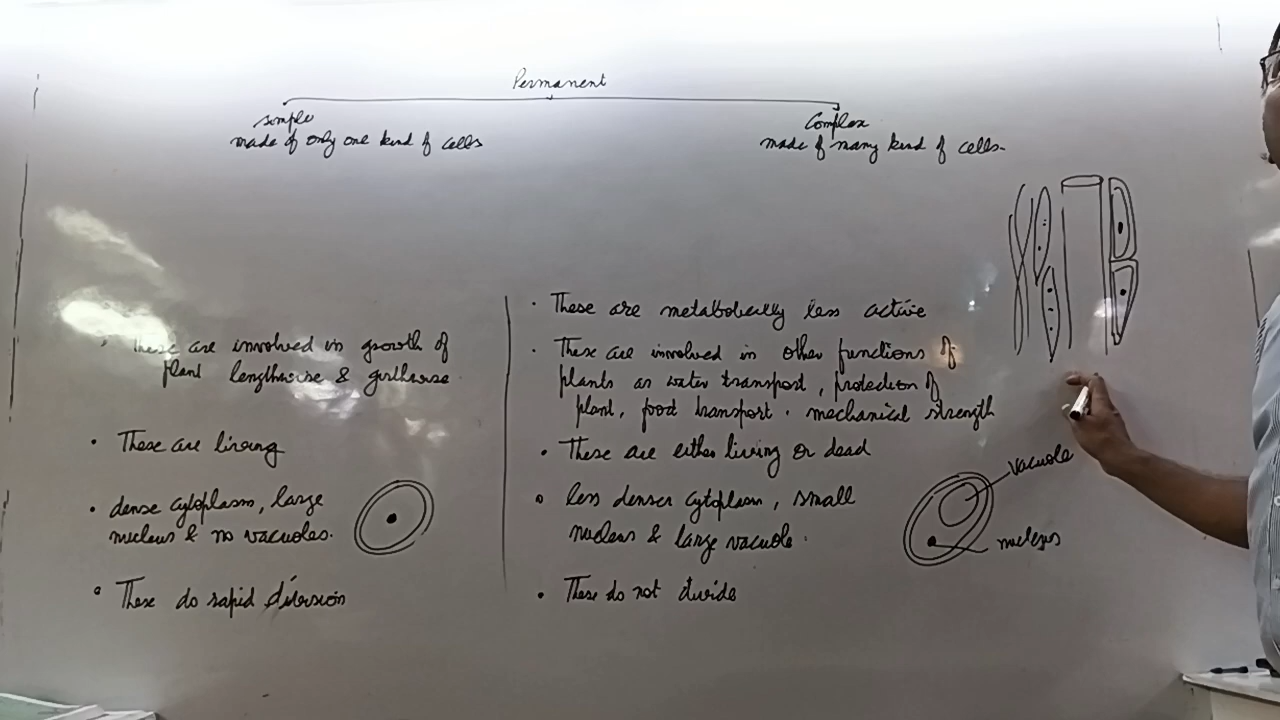 Permanent
simple
made of only one kind of cells
Complex
made of many kind of cells.
These are involved in growth of
plant lengthwise & girthwise
• These are living
• dense cytoplasm, large
nucleus & no vacuoles.
• These do rapid division
• These are metabolically less active
• These are involved in other functions of
plants as water transport, protection of
plant, food transport. mechanical strength
• These are either living or dead
• less denser cytoplasm, small
nucleus & large vacuole.
• These do not divide
vacuole
nucleus